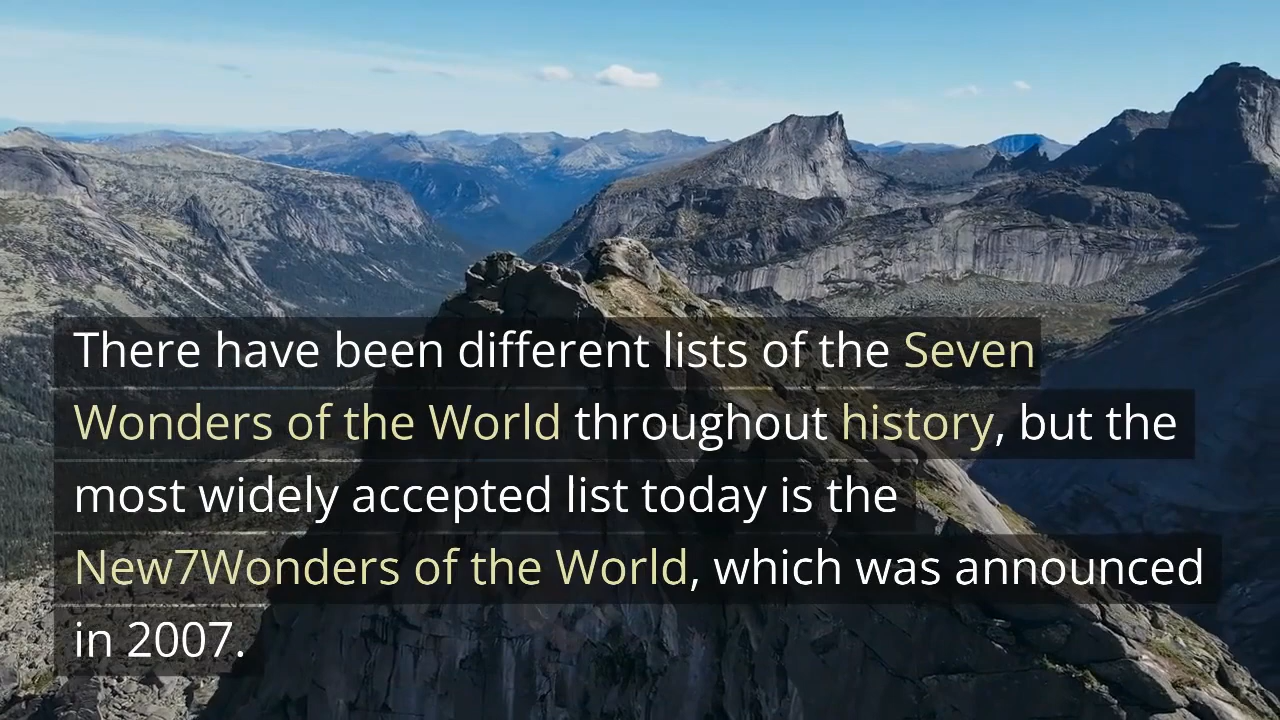 There have been different lists of the Seven
Wonders of the World throughout history, but the
most widely accepted list today is the
New7Wonders of the World, which was announced
in 2007.